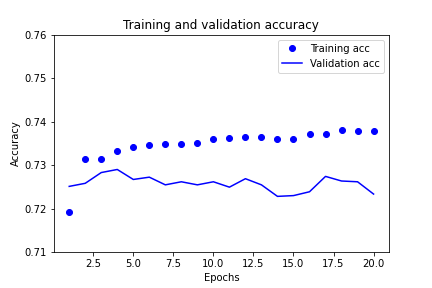 Training and validation accuracy
Training acc
Validation acc
Accuracy
0.76
0.75
0.74
0.73
0.72
0.71
2.5 5.0 7.5 10.0 12.5 15.0 17.5 20.0
Epochs